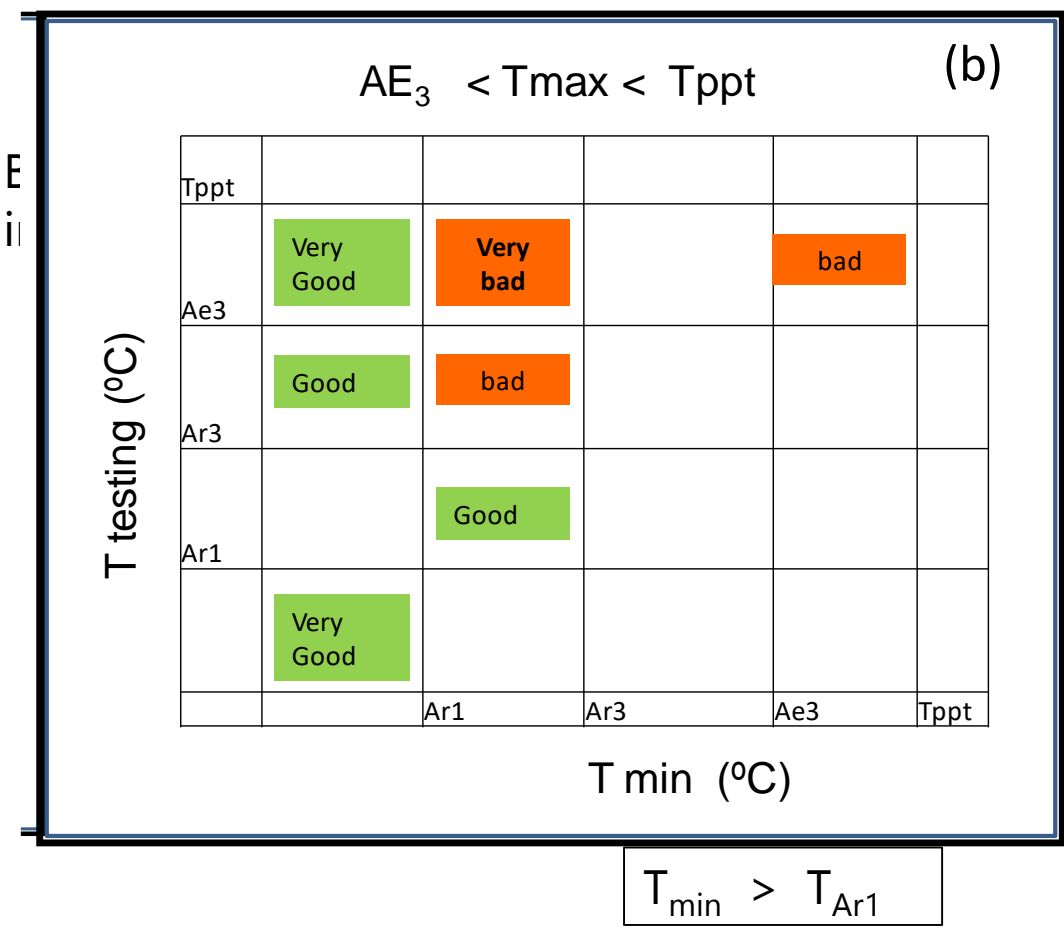 (b)
AE₃ < Tmax < Tppt
Tppt
Very
Good
Very
bad
bad
Ae3
Good
bad
Ar3
Good
Ar1
Very
Good
Ar1
Ar3
Ae3
Tppt
T testing (ºC)
T min (ºC)
Tmin > TAr1